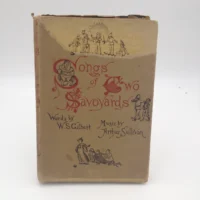 Songs
of Two
Savoyards
Words by
W. S. Gilbert
Music by
Arthur Sullivan